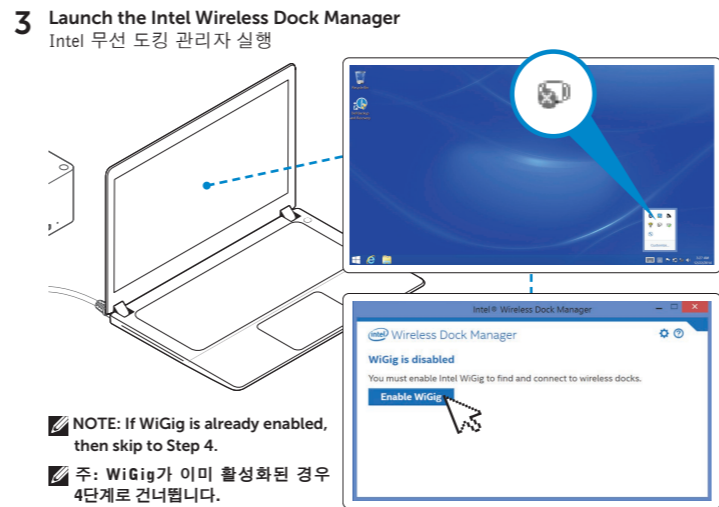 3 Launch the Intel Wireless Dock Manager
Intel 무선 도킹 관리자 실행
Intel® Wireless Dock Manager
intel Wireless Dock Manager
WiGig is disabled
You must enable Intel WiGig to find and connect to wireless docks.
Enable WiGig
NOTE: If WiGig is already enabled,
then skip to Step 4.
주: WiGig가 이미 활성화된 경우
4단계로 건너뜁니다.